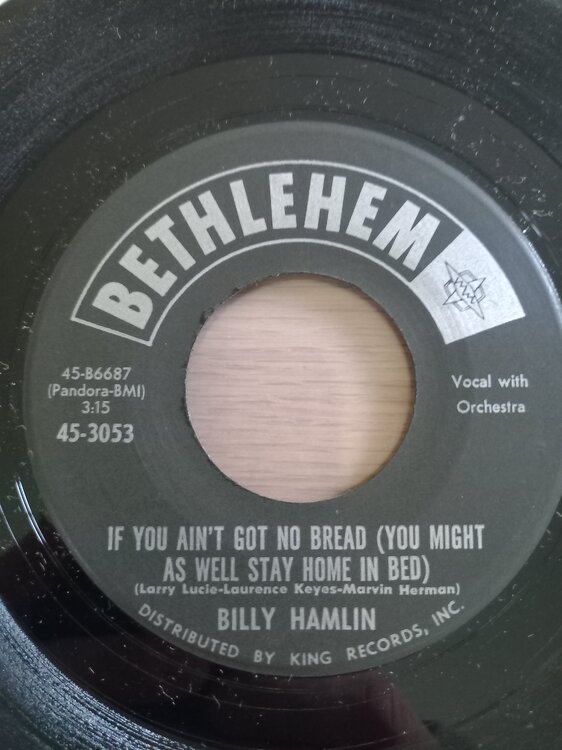 BETHLEHEM
45-B6687
(Pandora-BMI)
3:15
45-3053
Vocal with
Orchestra
IF YOU AIN'T GOT NO BREAD (YOU MIGHT
AS WELL STAY HOME IN BED)
(Larry Lucie-Laurence Keyes-Marvin Herman)
BILLY HAMLIN
DISTRIBUTED BY KING RECORDS, INC.